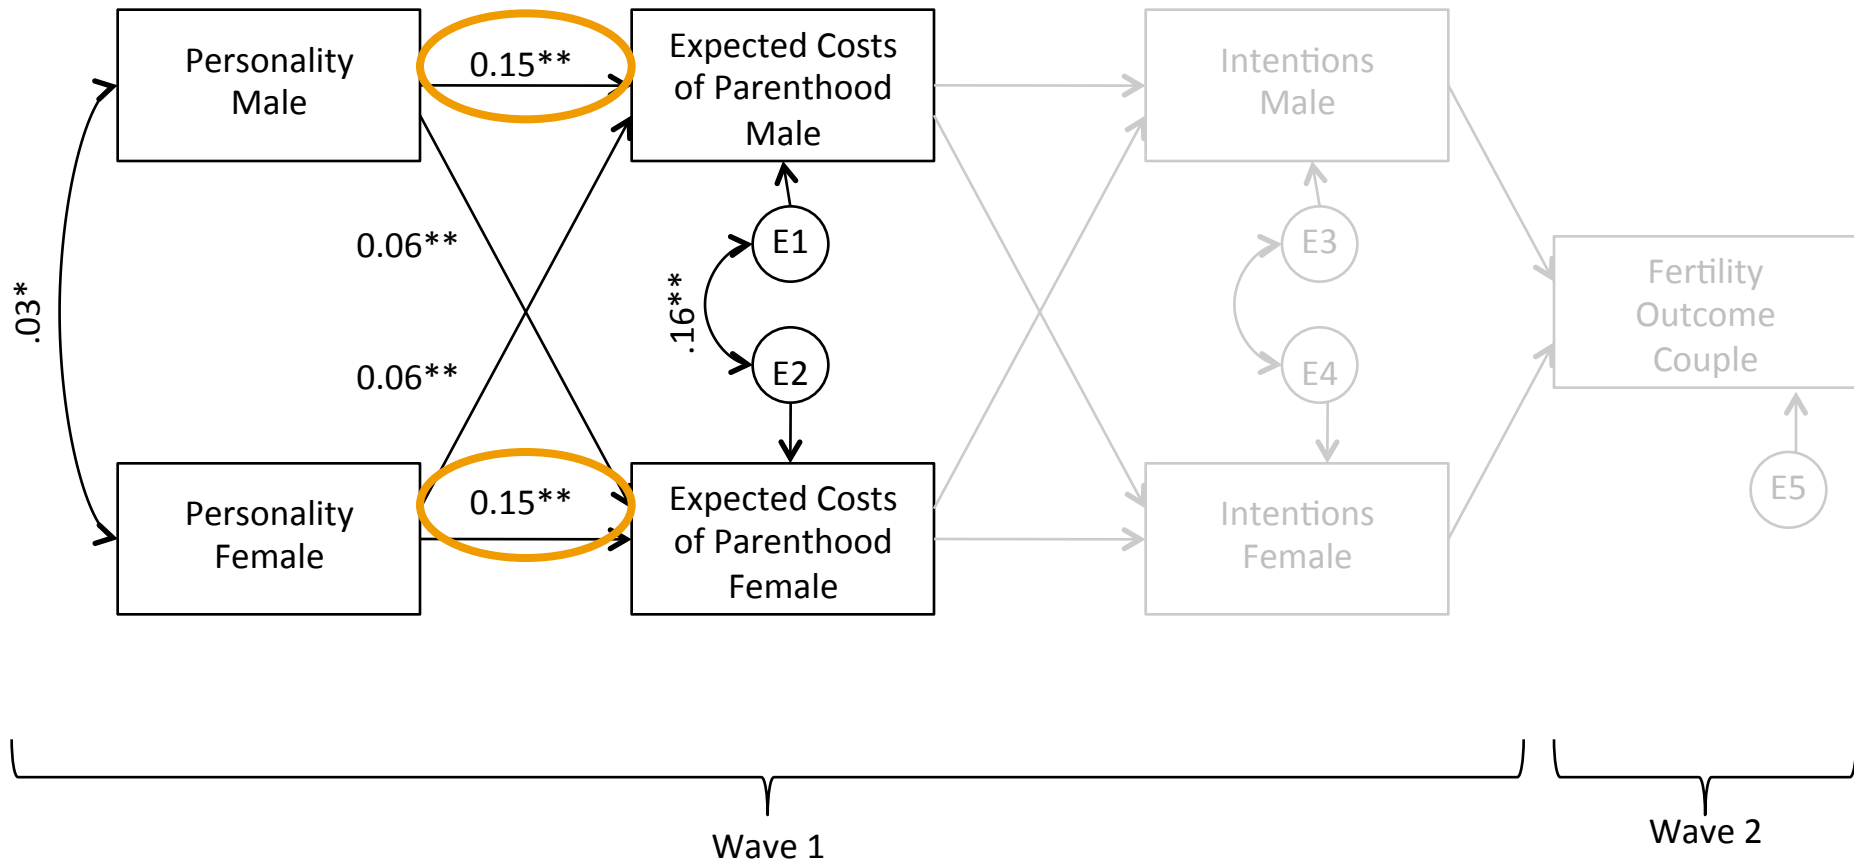 Personality
Male
0.15**
Expected Costs
of Parenthood
Male
Intentions
Male
0.06**
E1
E3
.03*
.16**
Fertility
Outcome
Couple
0.06**
E2
E4
Personality
Female
0.15**
Expected Costs
of Parenthood
Female
Intentions
Female
E5
Wave 1
Wave 2